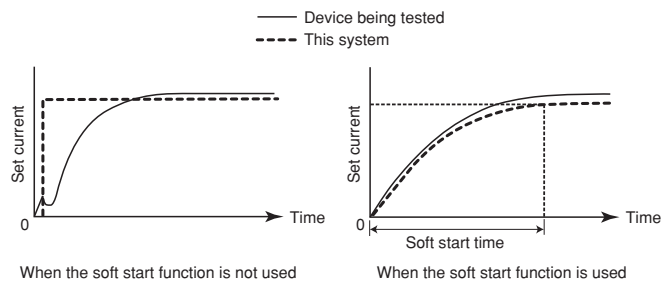 Device being tested
This system
Set current
0
Time
When the soft start function is not used
Set current
0
Time
Soft start time
When the soft start function is used